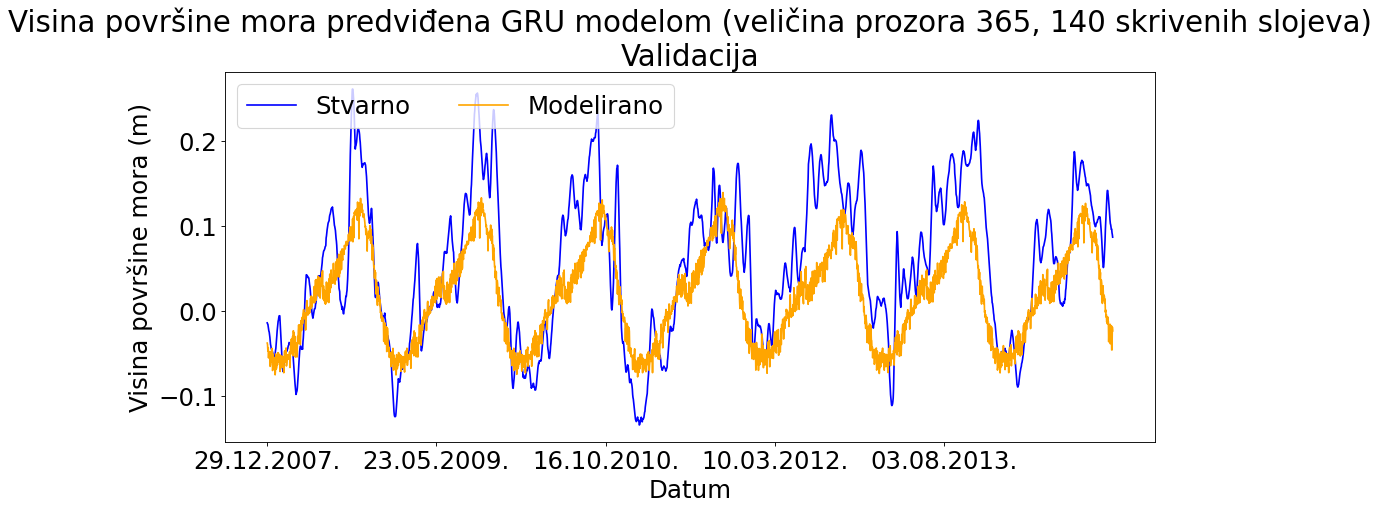 Visina površine mora predviđena GRU modelom (veličina prozora 365, 140 skrivenih slojeva)
Validacija
Stvarno
Modelirano
Visina površine mora (m)
0.2
0.1
0.0
−0.1
29.12.2007.
23.05.2009.
16.10.2010.
10.03.2012.
03.08.2013.
Datum